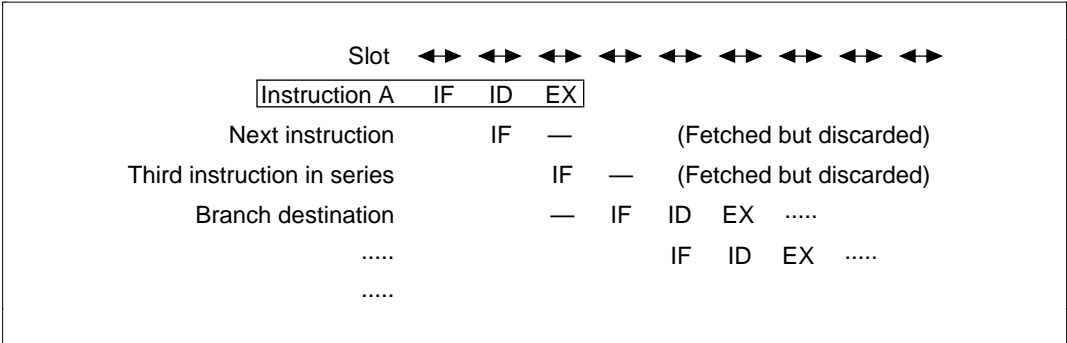 Slot
Instruction A IF ID EX
Next instruction IF — (Fetched but discarded)
Third instruction in series IF — (Fetched but discarded)
Branch destination — IF ID EX .....
..... IF ID EX .....
.....